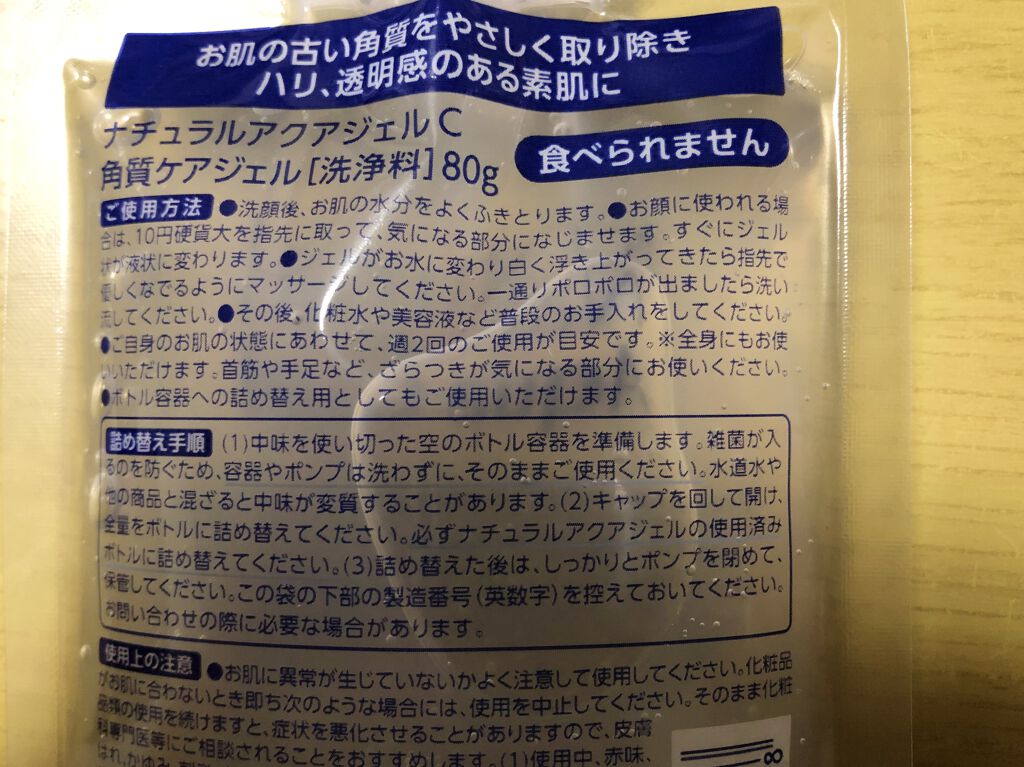 お肌の古い角質をやさしく取り除き
ハリ、透明感のある素肌に
ナチュラルアクアジェル C
角質ケアジェル [洗浄料] 80g
食べられません
ご使用方法 ●洗顔後、お肌の水分をよくふきとります。●お顔に使われる場
合は、10円硬貨大を指先に取って、気になる部分になじませます。すぐにジェル
状が液状に変わります。●ジェルがお水に変わり白く浮き上がってきたら指先で
優しくなでるようにマッサージしてください。一通りポロポロが出ましたら洗い
流してください。●その後、化粧水や美容液など普段のお手入れをしてください。
●ご自身のお肌の状態にあわせて、週2回のご使用が目安です。※全身にもお使
いいただけます。首筋や手足など、ざらつきが気になる部分にお使いください。
●ボトル容器への詰め替え用としてもご使用いただけます。
詰め替え手順 (1)中味を使い切った空のボトル容器を準備します。雑菌が入
るのを防ぐため、容器やポンプは洗わずに、そのままご使用ください。水道水や
他の商品と混ざると中味が変質することがあります。(2)キャップを回して開け、
全量をボトルに詰め替えてください。必ずナチュラルアクアジェルの使用済み
ボトルに詰め替えてください。(3)詰め替えた後は、しっかりとポンプを閉めて、
保管してください。この袋の下部の製造番号(英数字)を控えておいてください。
お問い合わせの際に必要な場合があります。
使用上の注意 ●お肌に異常が生じていないかよく注意して使用してください。化粧品
がお肌に合わないとき即ち次のような場合には、使用を中止してください。そのまま化粧
品類の使用を続けますと、症状を悪化させることがありますので、皮膚
科専門医等にご相談されることをおすすめします。(1)使用中、赤味、
はれ、かゆみ、
8